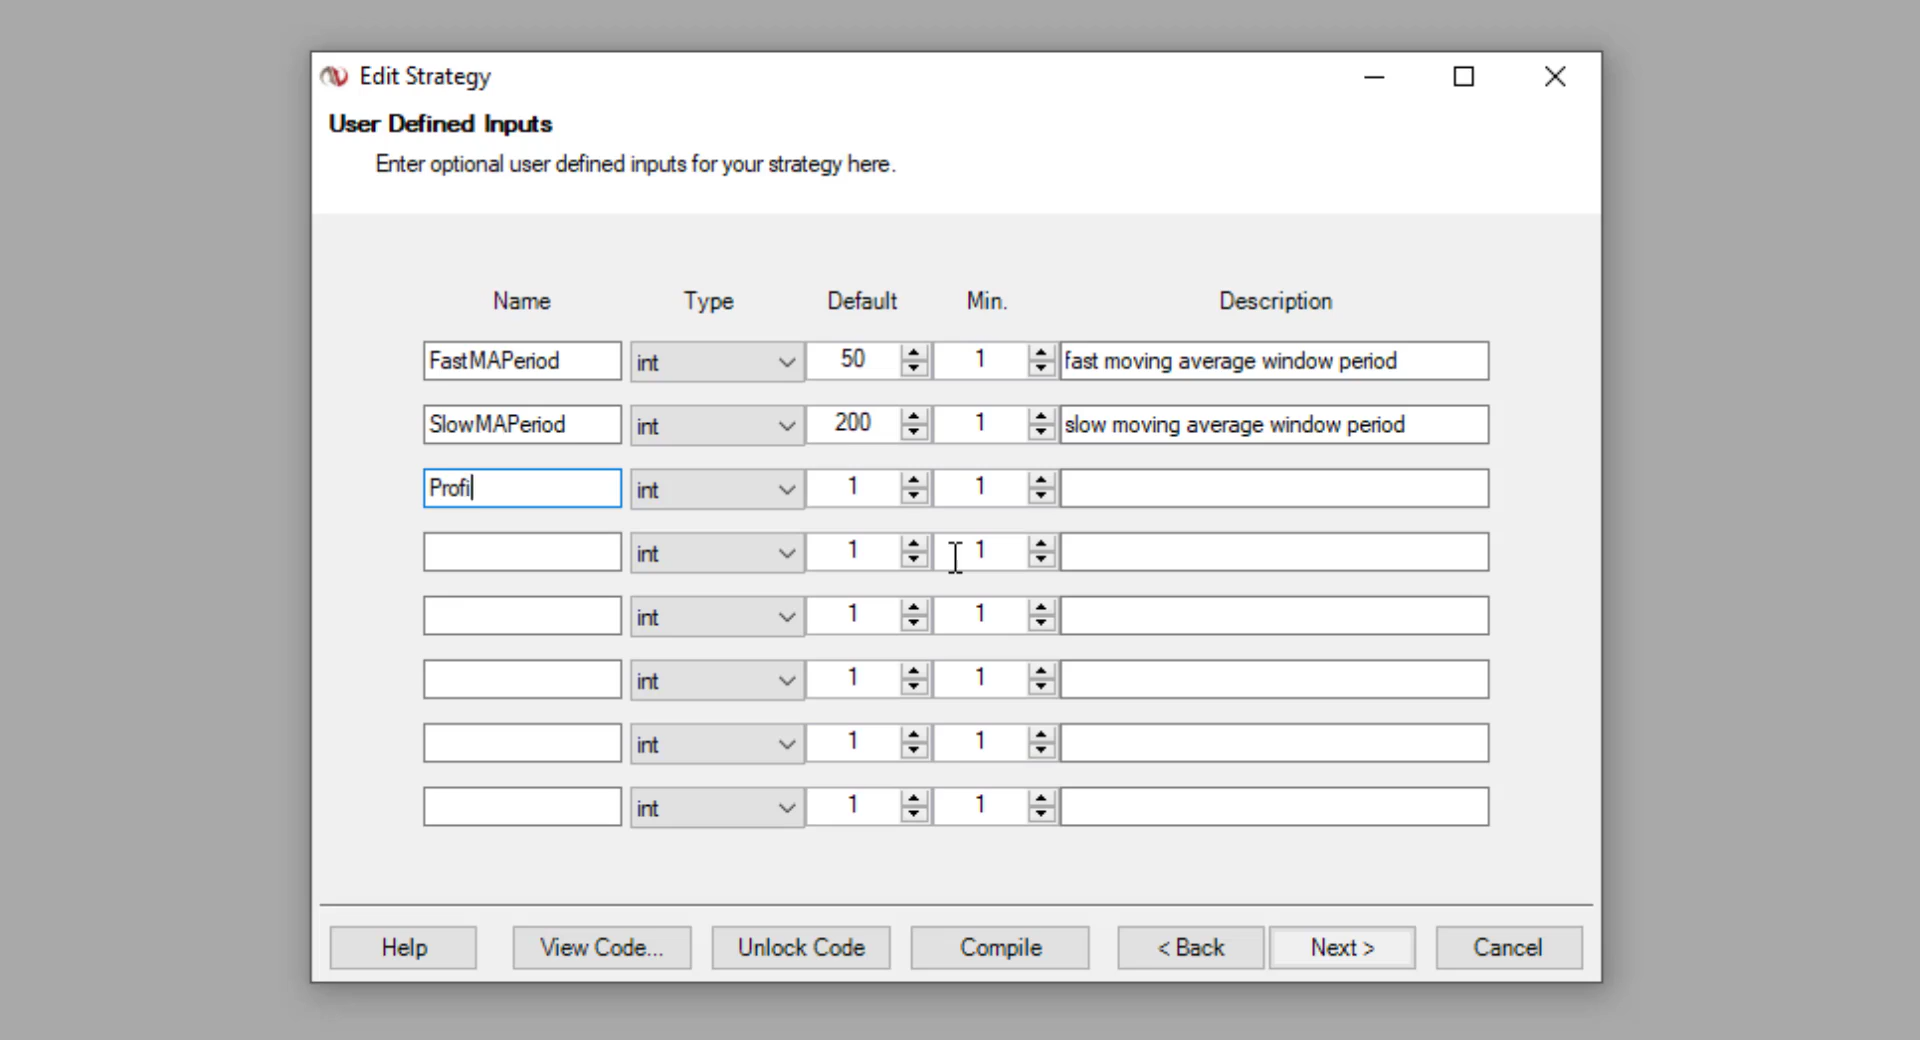 Edit Strategy
User Defined Inputs
Enter optional user defined inputs for your strategy here.
Name Type Default Min. Description
FastMAPeriod int 50 1 fast moving average window period
SlowMAPeriod int 200 1 slow moving average window period
Profi int 1 1
int 1 1
int 1 1
int 1 1
int 1 1
int 1 1
Help View Code... Unlock Code Compile < Back Next > Cancel